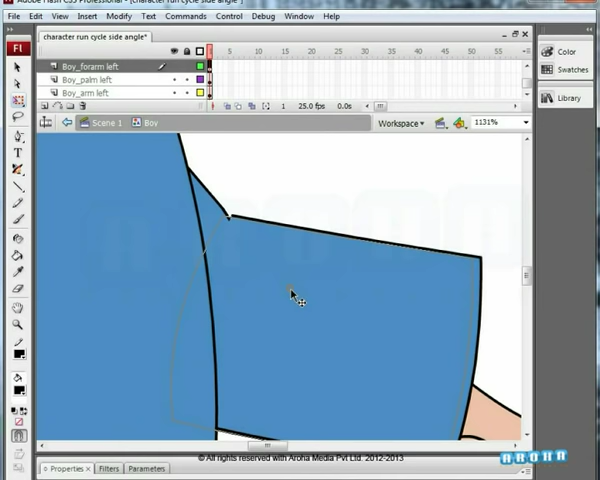 Adobe Flash CS3 Professional - [character run cycle side angle*]
File Edit View Insert Modify Text Commands Control Debug Window Help
character run cycle side angle*
5 10 15 20 25 30 35 40 45 50
Boy_forarm left
Boy_palm left
Boy_arm left
1 25.0 fps 0.0s
Scene 1 Boy Workspace 1131%
Fl
Color
Swatches
Library
© All rights reserved with Aroha Media Pvt Ltd. 2012-2013
AROHA
Properties Filters Parameters